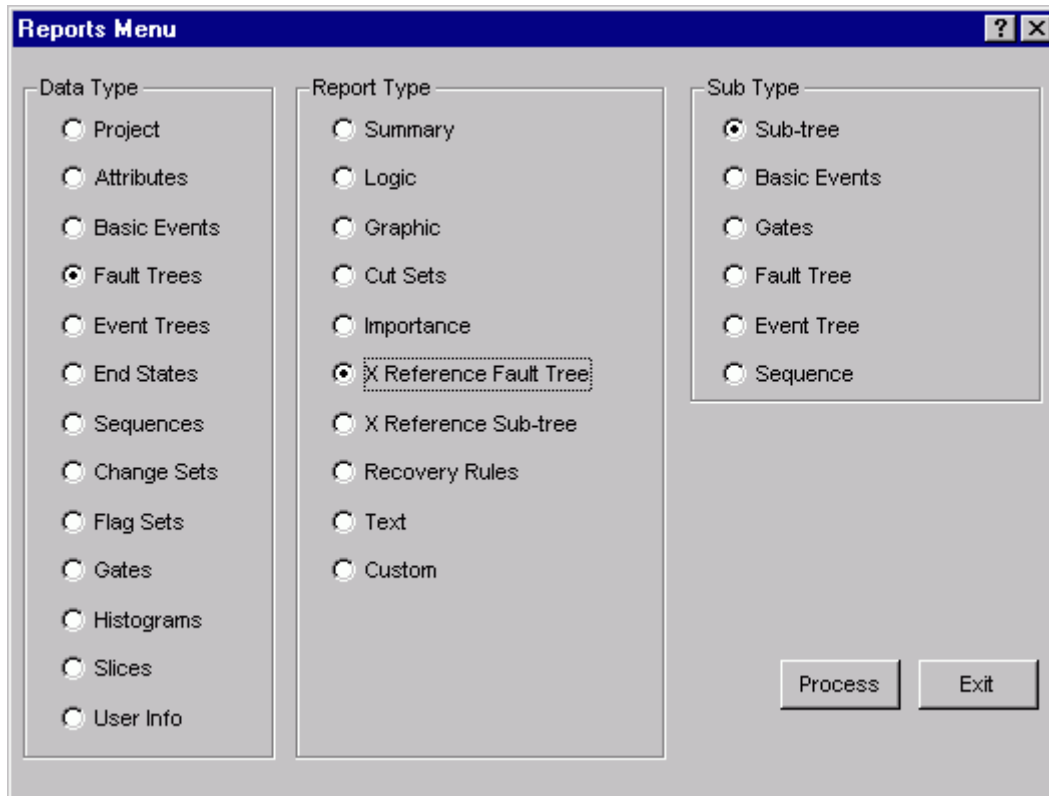 Reports Menu
Data Type
Project
Attributes
Basic Events
Fault Trees
Event Trees
End States
Sequences
Change Sets
Flag Sets
Gates
Histograms
Slices
User Info
Report Type
Summary
Logic
Graphic
Cut Sets
Importance
X Reference Fault Tree
X Reference Sub-tree
Recovery Rules
Text
Custom
Sub Type
Sub-tree
Basic Events
Gates
Fault Tree
Event Tree
Sequence
Process
Exit